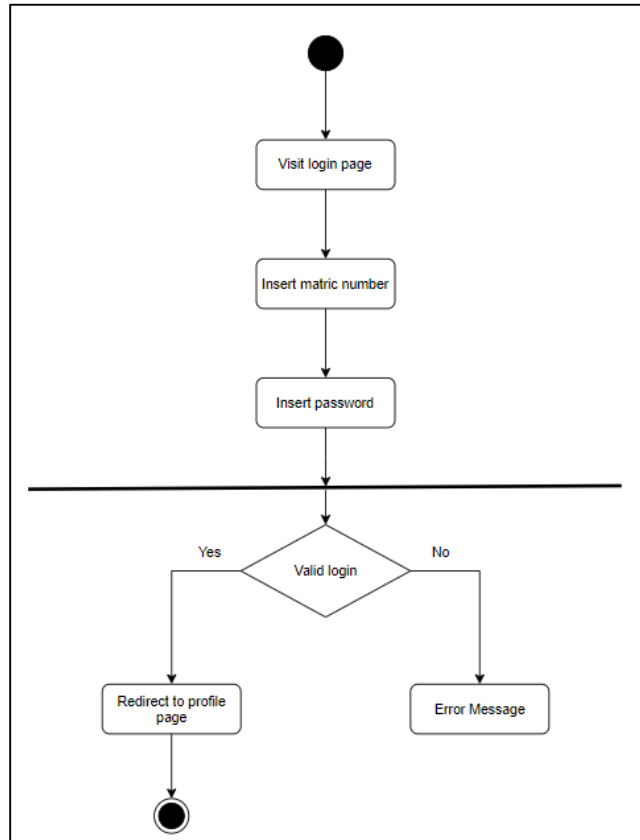 Visit login page
Insert matric number
Insert password
Yes
No
Valid login
Redirect to profile
page
Error Message